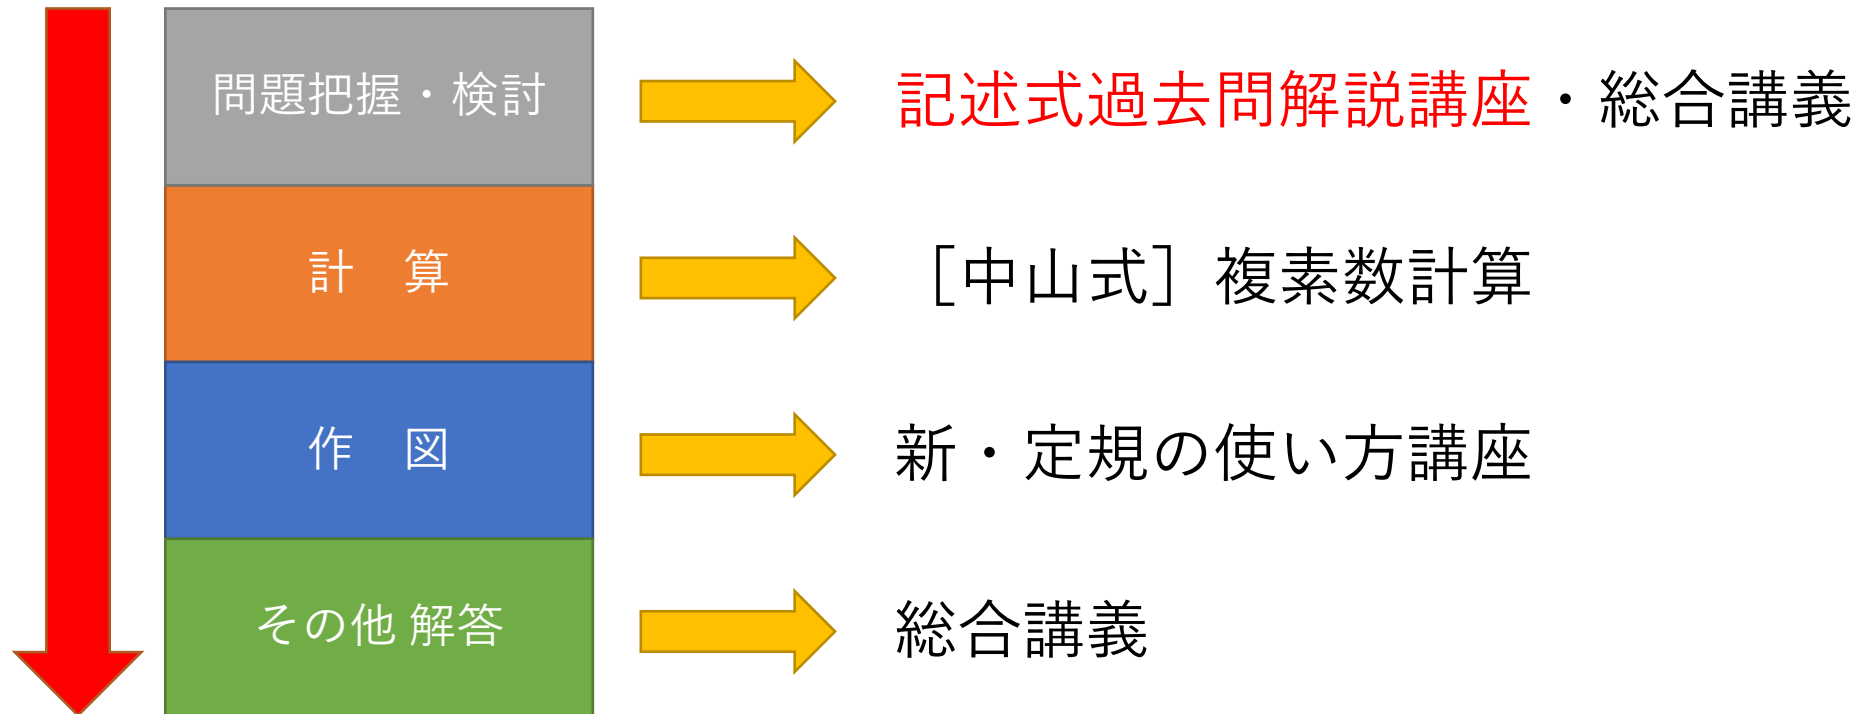 問題把握・検討
記述式過去問解説講座・総合講義
計　算
［中山式］複素数計算
作　図
新・定規の使い方講座
その他 解答
総合講義